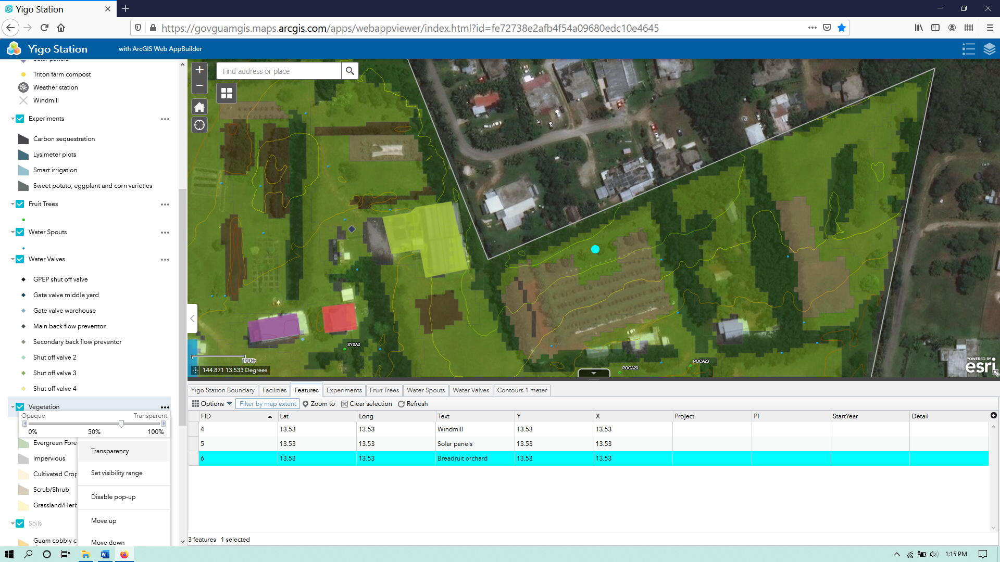 Yigo Station
https://govguamgis.maps.arcgis.com/apps/webappviewer/index.html?id=fe72738e2afb4f54a09680edc10e4645
Yigo Station with ArcGIS Web AppBuilder
Solar panels
Triton farm compost
Weather station
Windmill
Experiments
Carbon sequestration
Lysimeter plots
Smart irrigation
Sweet potato, eggplant and corn varieties
Fruit Trees
Water Spouts
Water Valves
GPEP shut off valve
Gate valve middle yard
Gate valve warehouse
Main back flow preventor
Secondary back flow preventor
Shut off valve 2
Shut off valve 3
Shut off valve 4
Vegetation
Opaque Transparent
0% 50% 100%
Evergreen Fore
Impervious
Cultivated Crop
Scrub/Shrub
Grassland/Herb
Soils
Guam cobbly c
Transparency
Set visibility range
Disable pop-up
Move up
Move down
Find address or place
SYSA3
POCA23
POCA23
100ft
144.871 13.533 Degrees
POWERED BY
esri
Yigo Station Boundary Facilities Features Experiments Fruit Trees Water Spouts Water Valves Contours 1 meter
Options Filter by map extent Zoom to Clear selection Refresh
FID Lat Long Text Y X Project PI StartYear Detail
4 13.53 13.53 Windmill 13.53 13.53
5 13.53 13.53 Solar panels 13.53 13.53
6 13.53 13.53 Breadruit orchard 13.53 13.53
3 features 1 selected
1:15 PM